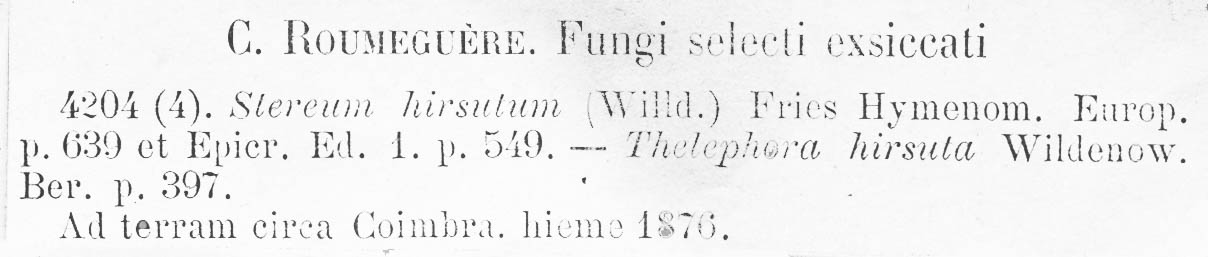 C. ROUMEGUÈRE. Fungi selecti exsiccati
4204 (4). Stereum hirsutum (Willd.) Fries Hymenom. Europ.
p. 639 et Epicr. Ed. 1. p. 549. — Thelephora hirsuta Wildenow.
Ber. p. 397.
Ad terram circa Coimbra. hieme 1876.